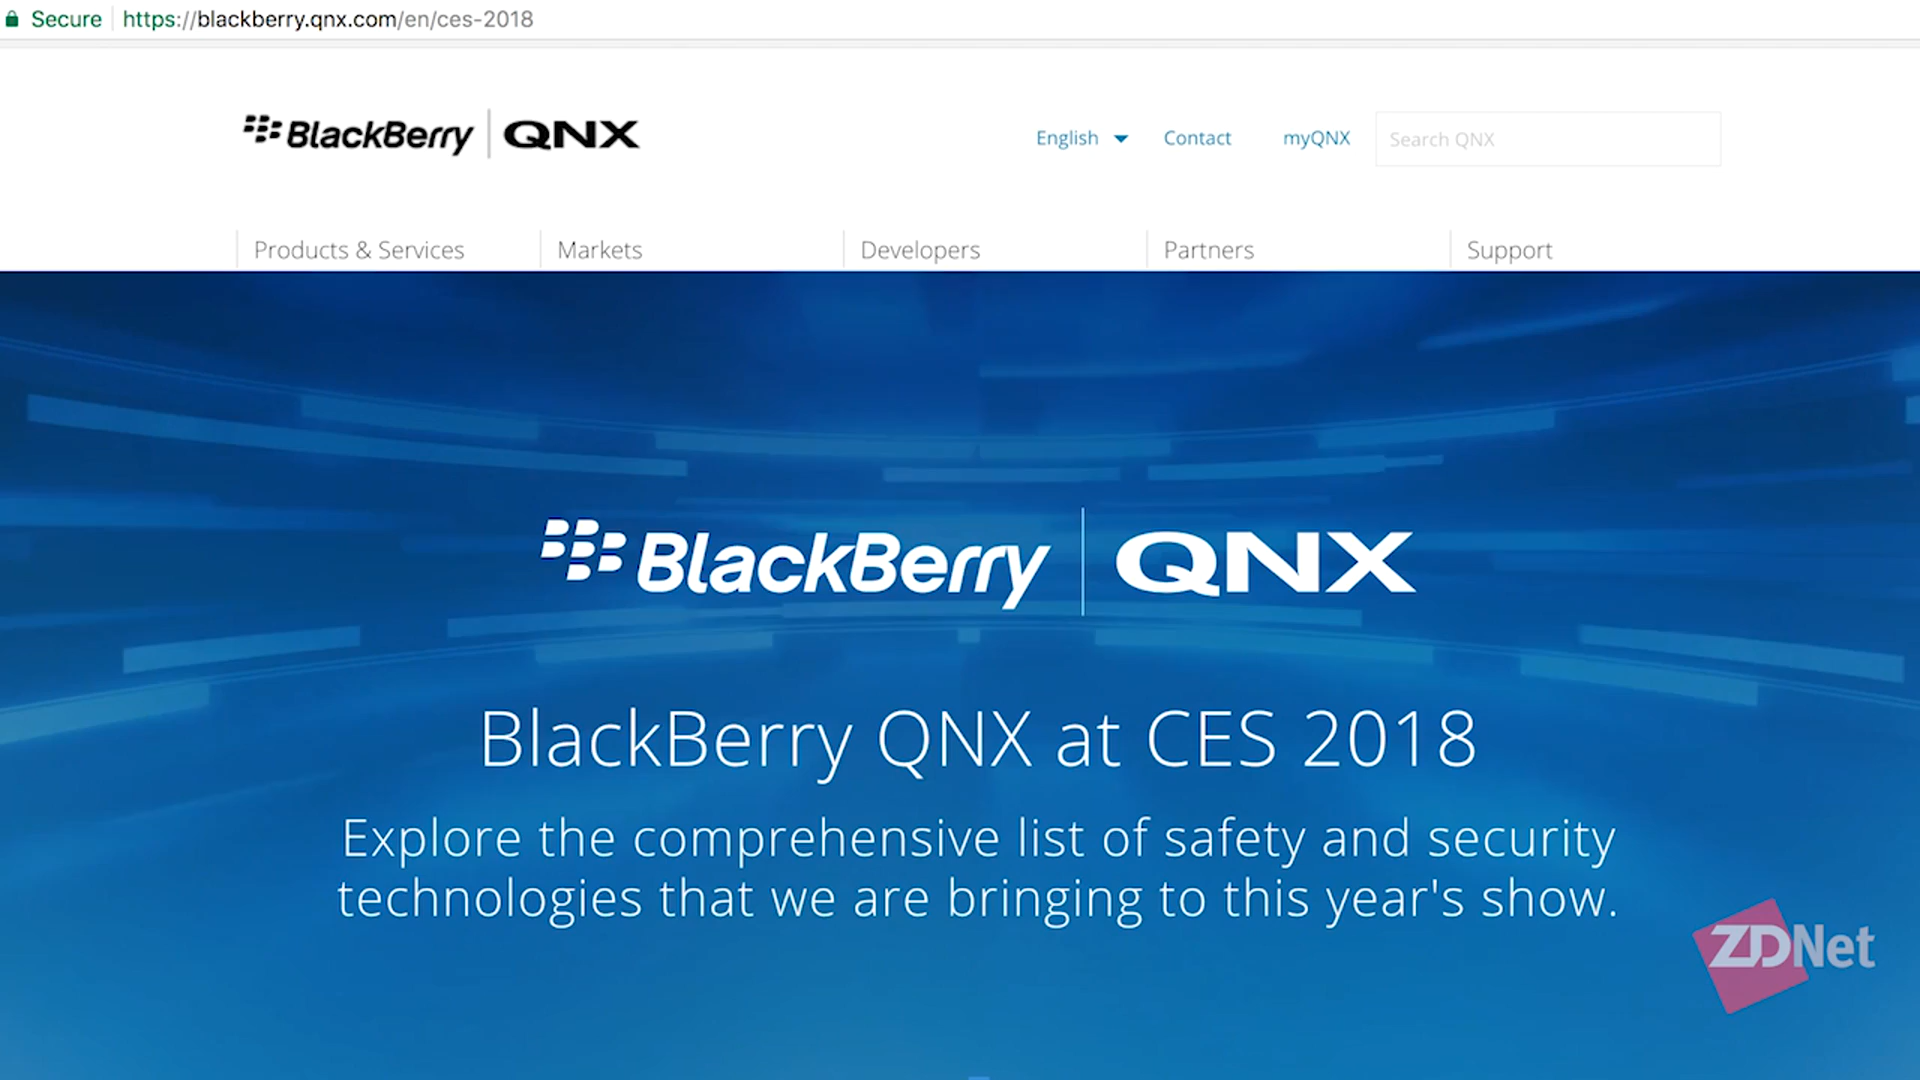 Secure https://blackberry.qnx.com/en/ces-2018
BlackBerry QNX
English Contact myQNX Search QNX
Products & Services Markets Developers Partners Support
BlackBerry QNX
BlackBerry QNX at CES 2018
Explore the comprehensive list of safety and security
technologies that we are bringing to this year's show.
ZDNet